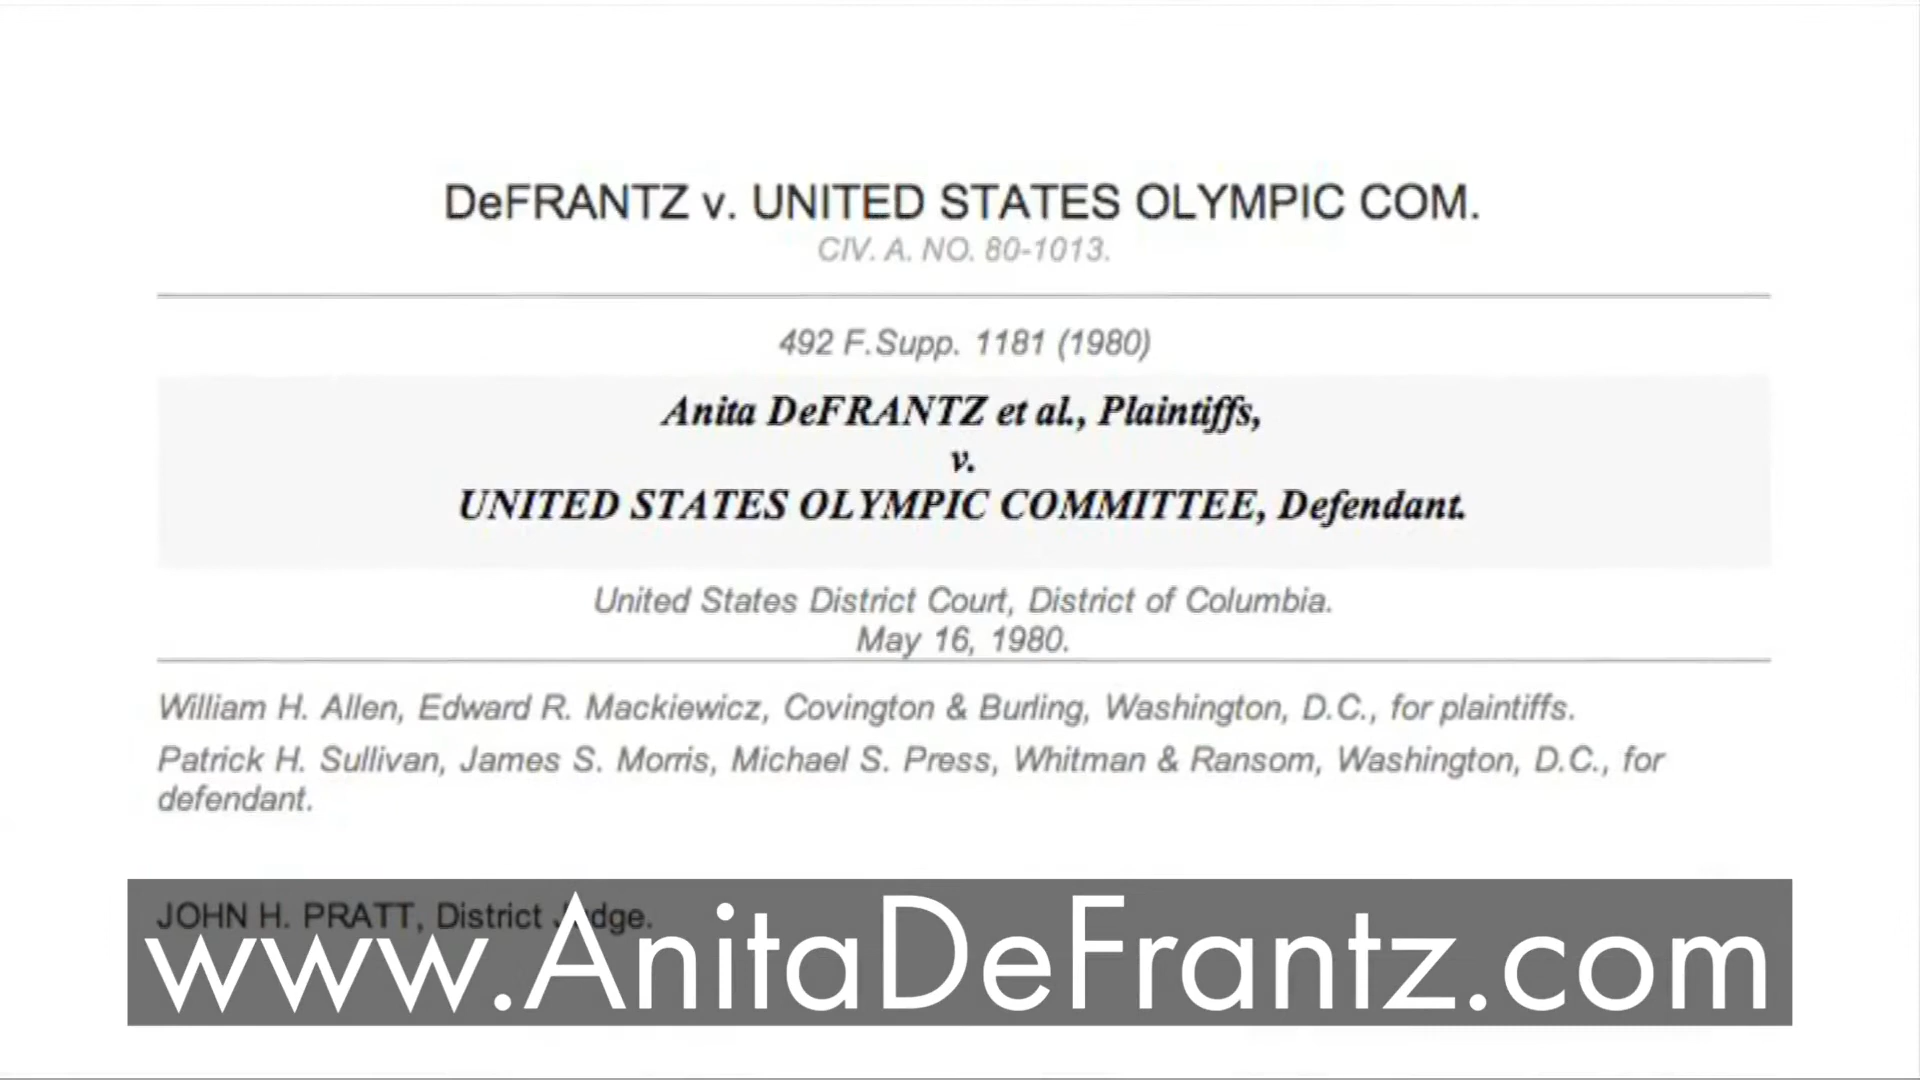 DeFRANTZ v. UNITED STATES OLYMPIC COM.
CIV. A. NO. 80-1013.
492 F.Supp. 1181 (1980)
Anita DeFRANTZ et al., Plaintiffs,
v.
UNITED STATES OLYMPIC COMMITTEE, Defendant.
United States District Court, District of Columbia.
May 16, 1980.
William H. Allen, Edward R. Mackiewicz, Covington & Burling, Washington, D.C., for plaintiffs.
Patrick H. Sullivan, James S. Morris, Michael S. Press, Whitman & Ransom, Washington, D.C., for
defendant.
JOHN H. PRATT, District Judge.
www.AnitaDeFrantz.com